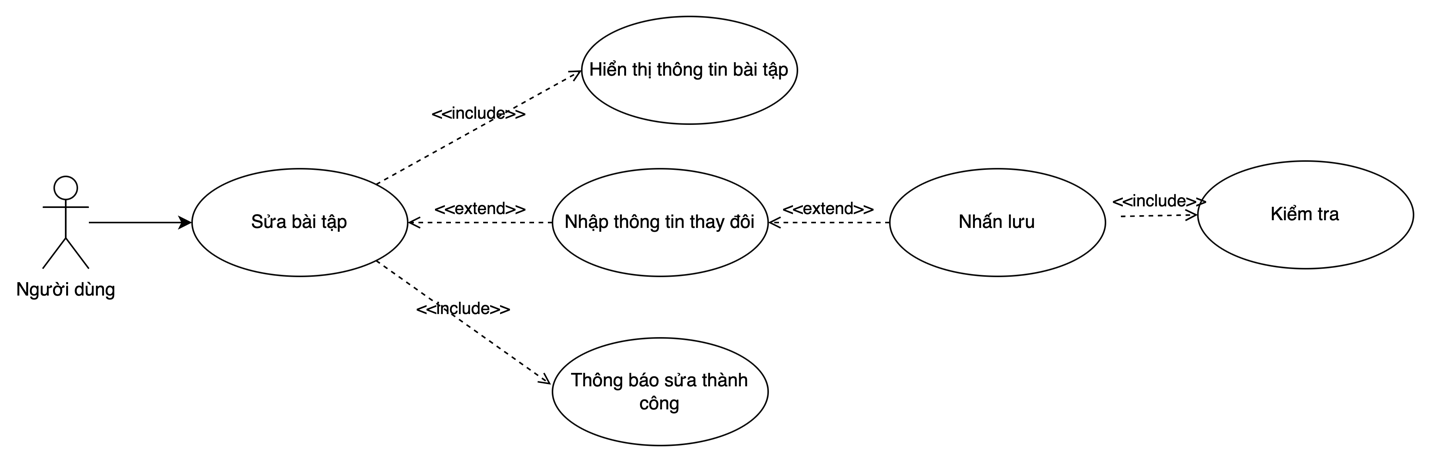 Hiển thị thông tin bài tập
<<include>>
Sửa bài tập
<<extend>>
Nhập thông tin thay đôi
<<extend>>
Nhấn lưu
<<include>>
Kiểm tra
Người dùng
<<include>>
Thông báo sửa thành
công